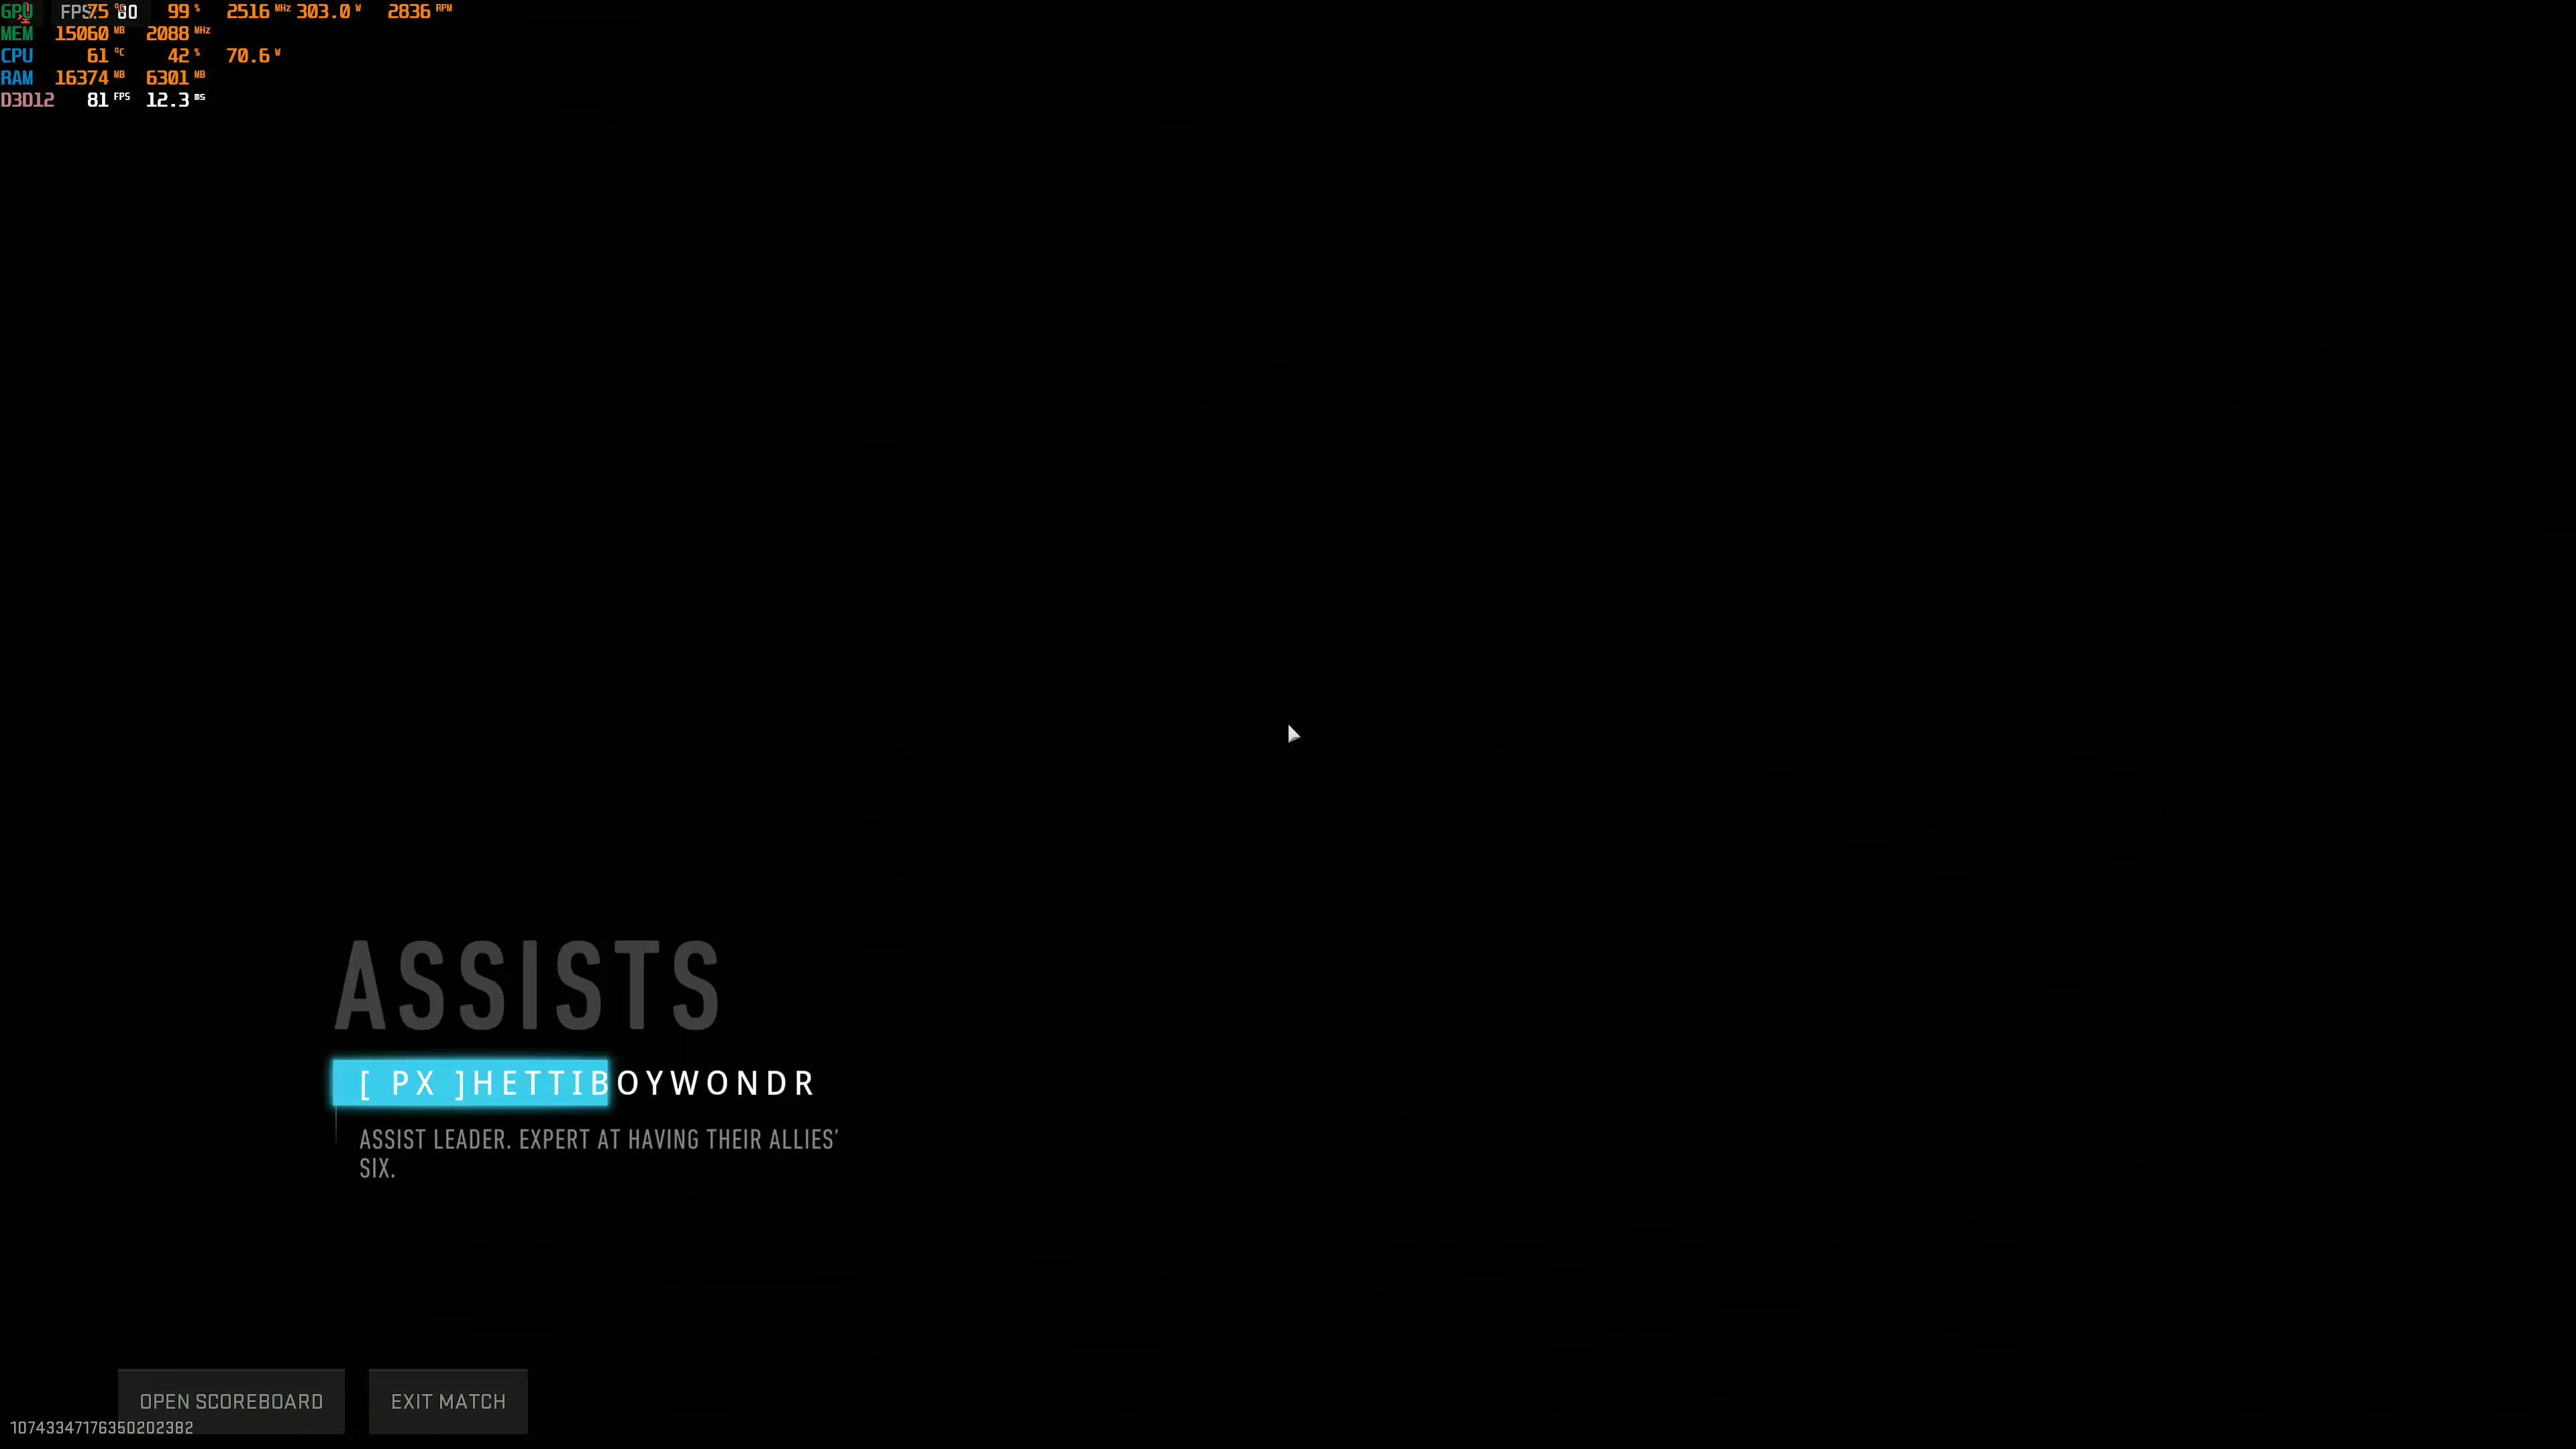 GPU 75 °C 99 % 2516 MHz 303.0 W 2836 RPM
FPS: 80
MEM 15060 MB 2088 MHz
CPU 61 °C 42 % 70.6 W
RAM 16374 MB 6301 MB
D3D12 81 FPS 12.3 ms
ASSISTS
[ PX ]HETTIBOYWONDR
ASSIST LEADER. EXPERT AT HAVING THEIR ALLIES'
SIX.
OPEN SCOREBOARD EXIT MATCH
10743347176350202382